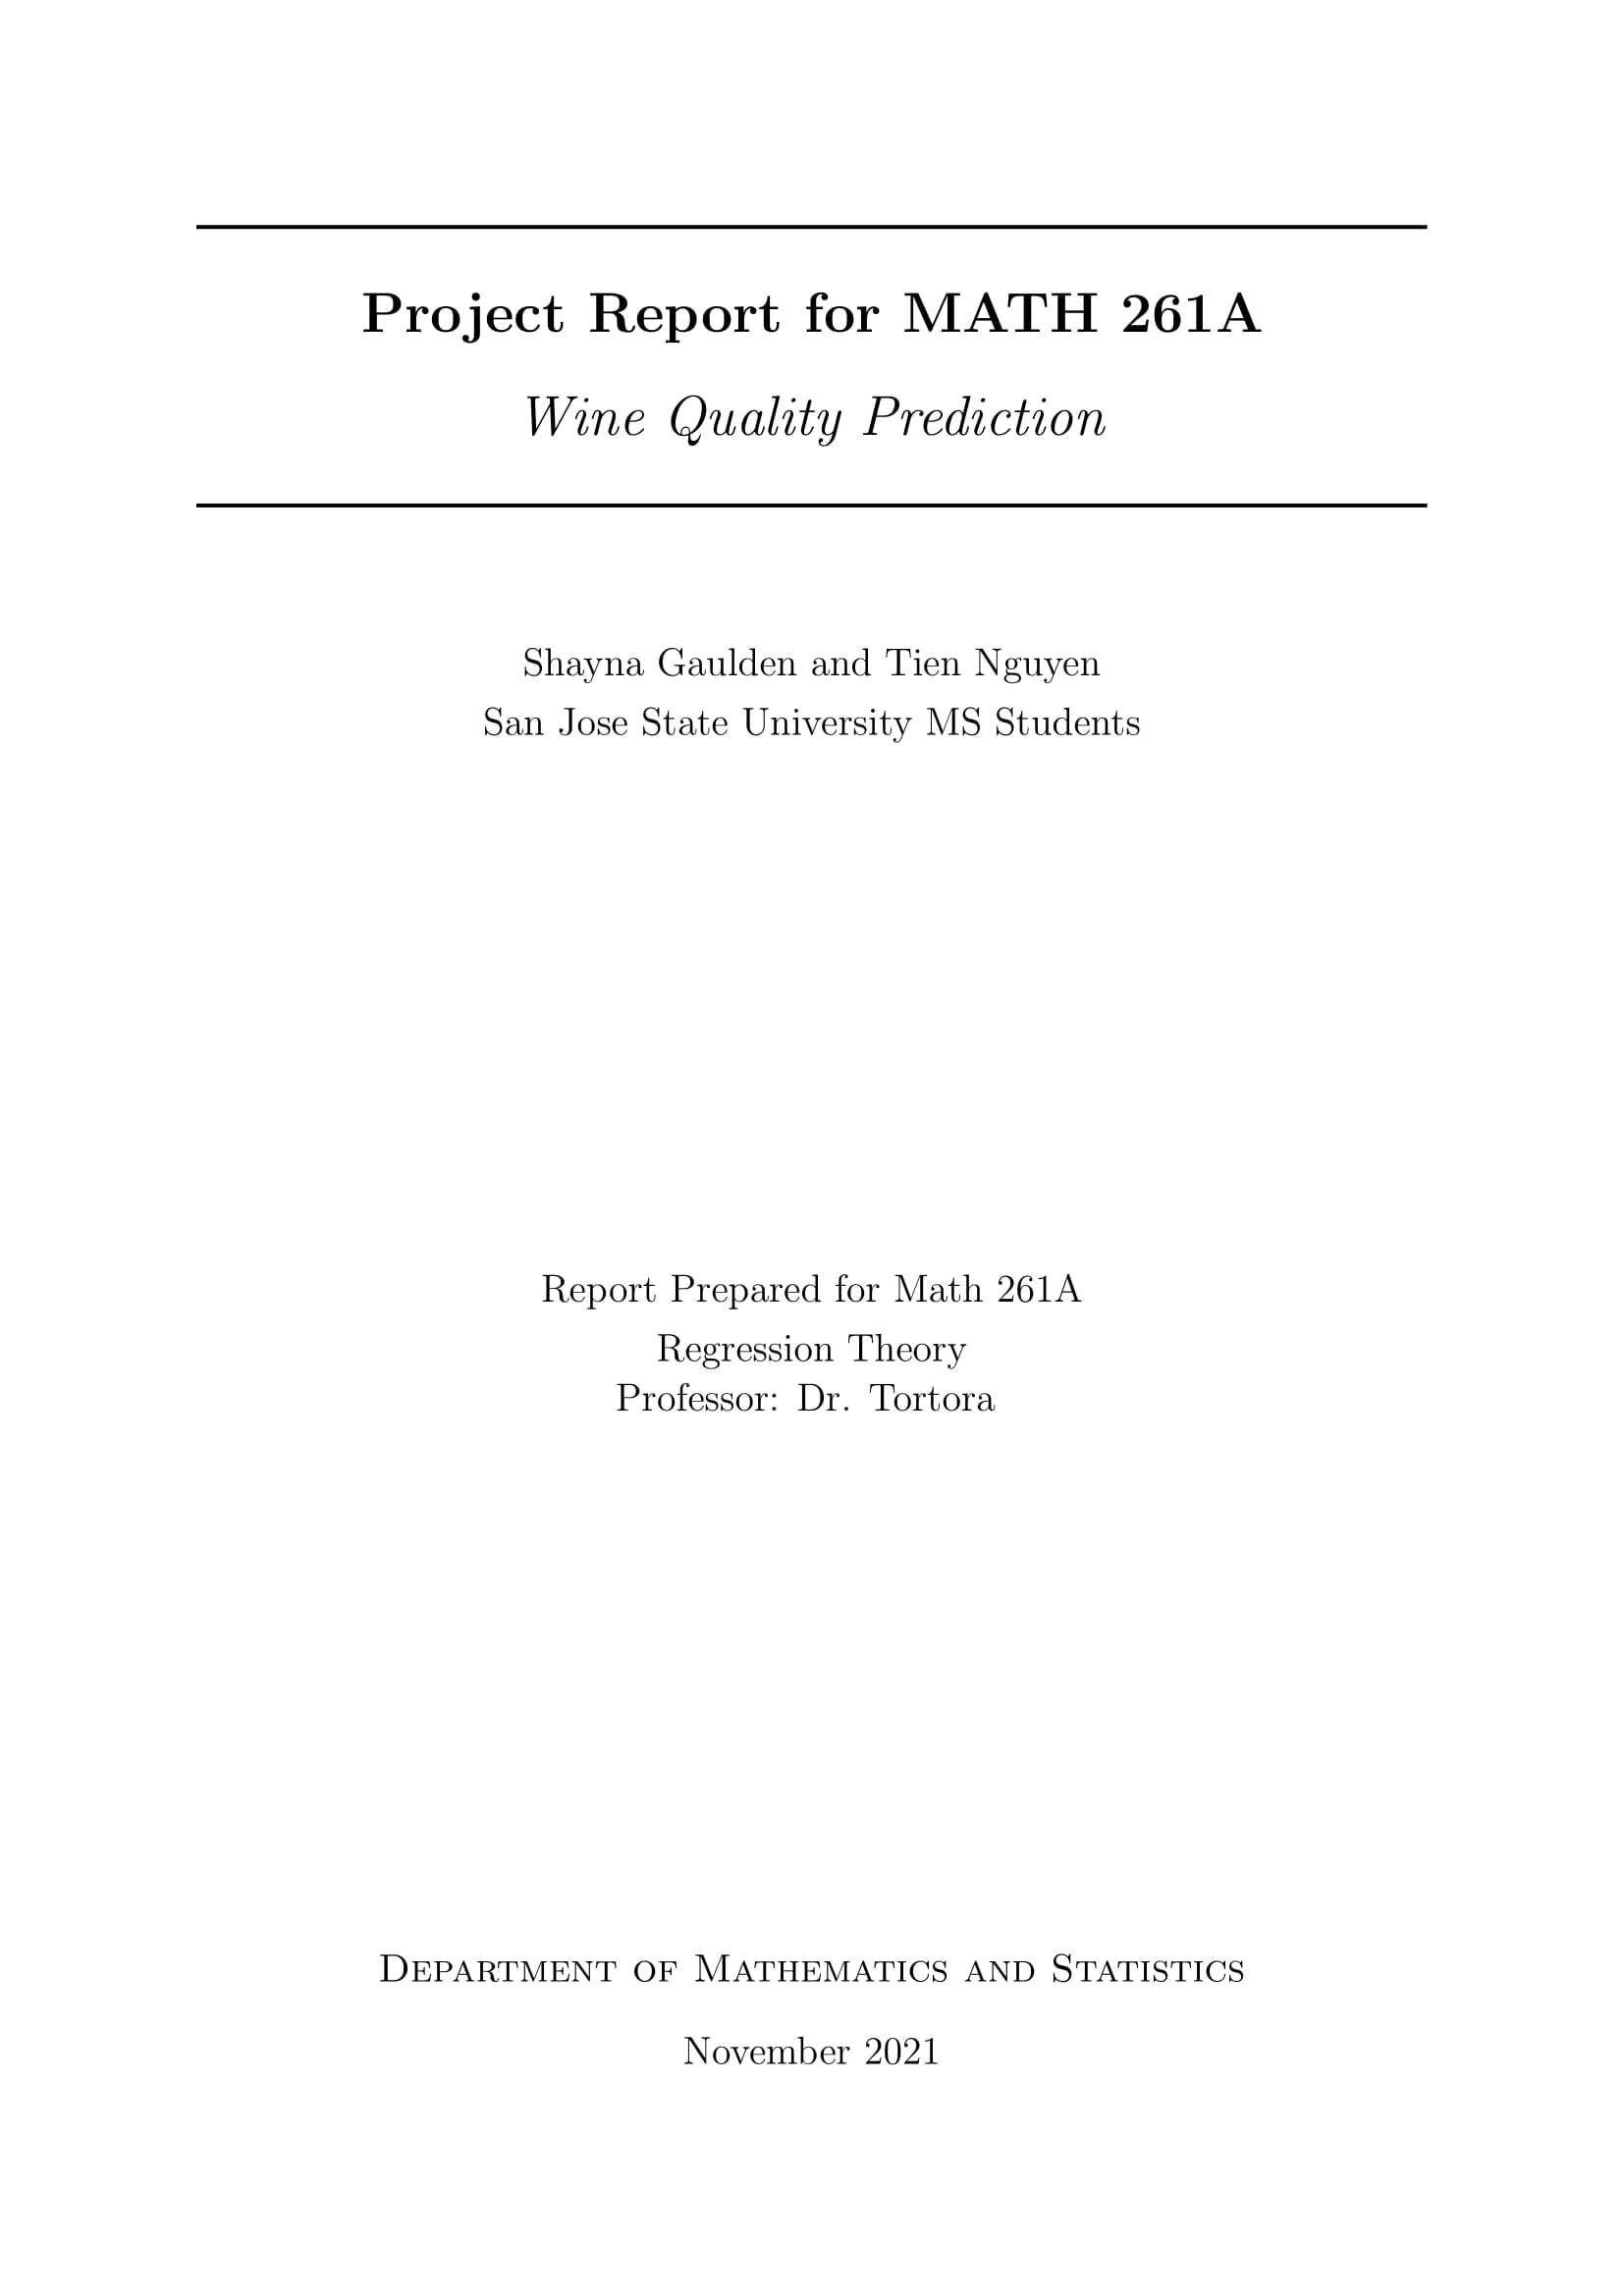 Project Report for MATH 261A
Wine Quality Prediction
Shayna Gaulden and Tien Nguyen
San Jose State University MS Students
Report Prepared for Math 261A
Regression Theory
Professor: Dr. Tortora
Department of Mathematics and Statistics
November 2021